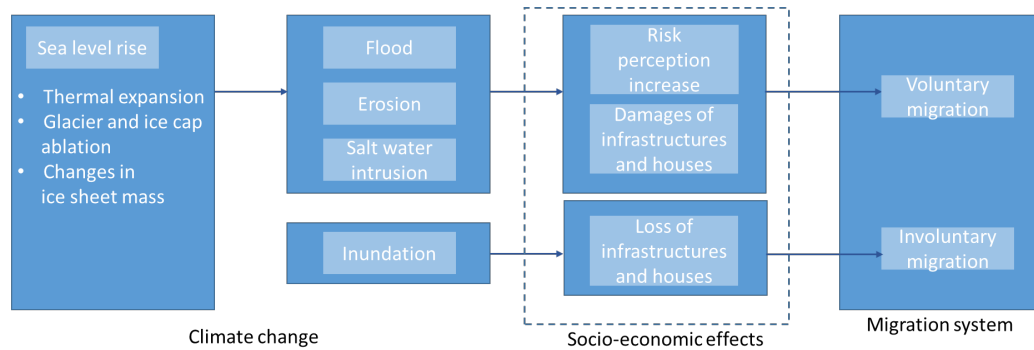 Sea level rise
• Thermal expansion
• Glacier and ice cap
ablation
• Changes in
ice sheet mass
Flood
Erosion
Salt water
intrusion
Inundation
Risk
perception
increase
Damages of
infrastructures
and houses
Loss of
infrastructures
and houses
Voluntary
migration
Involuntary
migration
Climate change
Socio-economic effects
Migration system